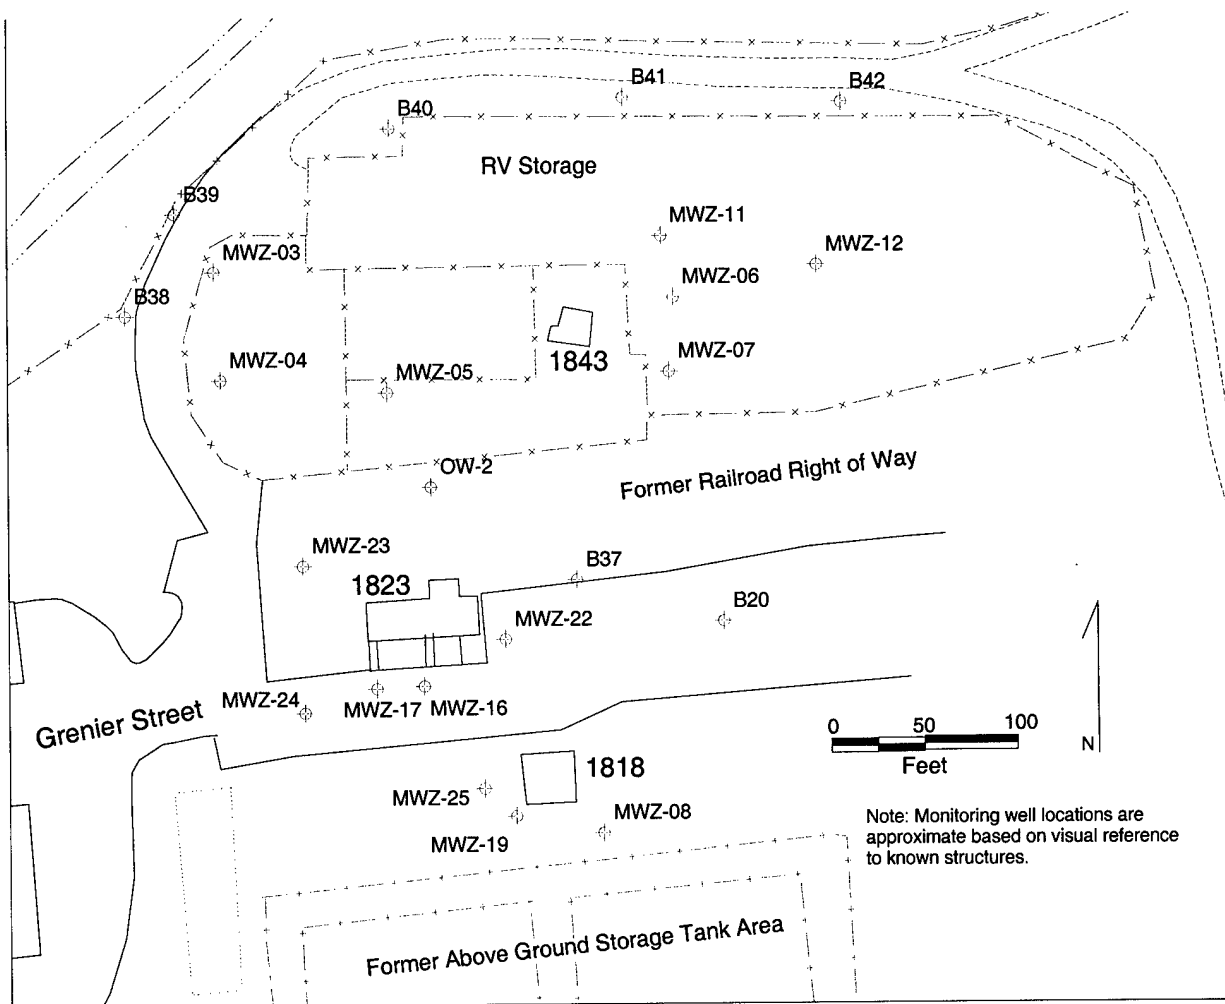 B41
B42
B40
RV Storage
B39
MWZ-11
MWZ-03
MWZ-12
MWZ-06
B38
MWZ-04
1843
MWZ-07
MWZ-05
OW-2
Former Railroad Right of Way
MWZ-23
B37
1823
B20
MWZ-22
MWZ-24
MWZ-17
MWZ-16
Grenier Street
0 50 100
Feet
N
1818
MWZ-25
MWZ-08
MWZ-19
Note: Monitoring well locations are
approximate based on visual reference
to known structures.
Former Above Ground Storage Tank Area